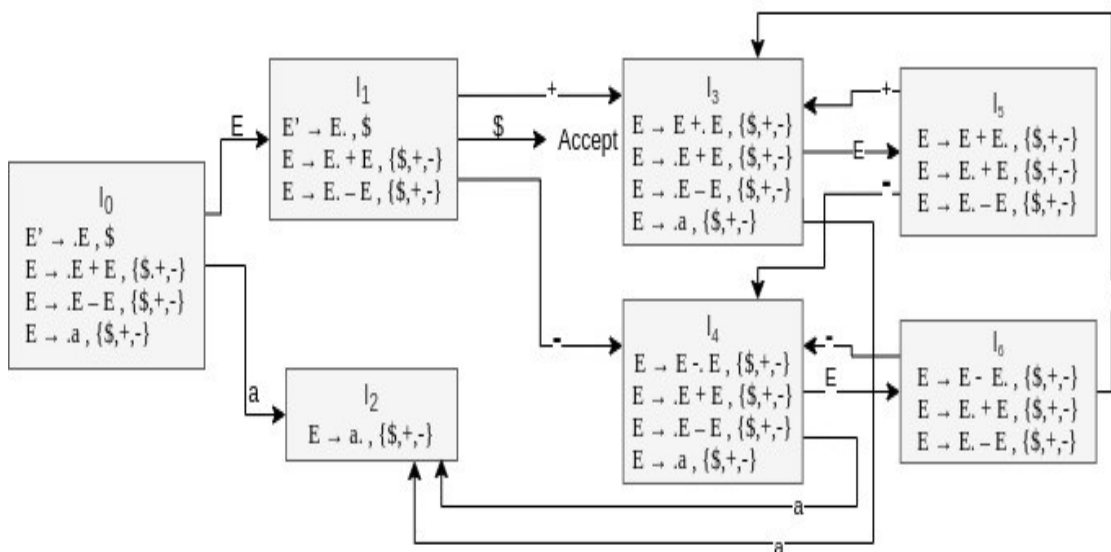 I0
E' → .E , $
E → .E + E , {$.+,-}
E → .E – E , {$,+,-}
E → .a , {$,+,-}
E
a
I1
E' → E. , $
E → E. + E , {$,+,-}
E → E. – E , {$,+,-}
I2
E → a. , {$,+,-}
+
$
Accept
-
I3
E → E +. E , {$,+,-}
E → .E + E , {$,+,-}
E → .E – E , {$,+,-}
E → .a , {$,+,-}
E
+
-
I5
E → E + E. , {$,+,-}
E → E. + E , {$,+,-}
E → E. – E , {$,+,-}
I4
E → E -. E , {$,+,-}
E → .E + E , {$,+,-}
E → .E – E , {$,+,-}
E → .a , {$,+,-}
-
E
I6
E → E - E. , {$,+,-}
E → E. + E , {$,+,-}
E → E. – E , {$,+,-}
a
a